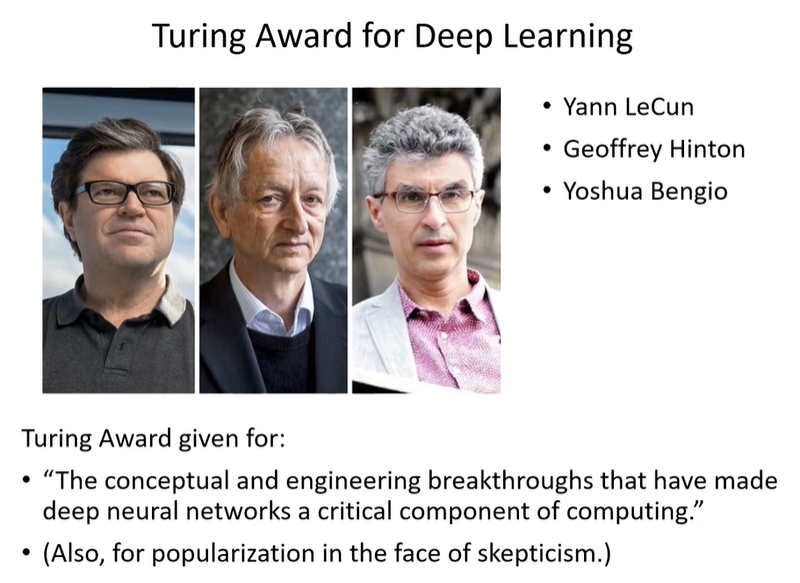 Turing Award for Deep Learning
• Yann LeCun
• Geoffrey Hinton
• Yoshua Bengio
Turing Award given for:
• “The conceptual and engineering breakthroughs that have made
deep neural networks a critical component of computing.”
• (Also, for popularization in the face of skepticism.)